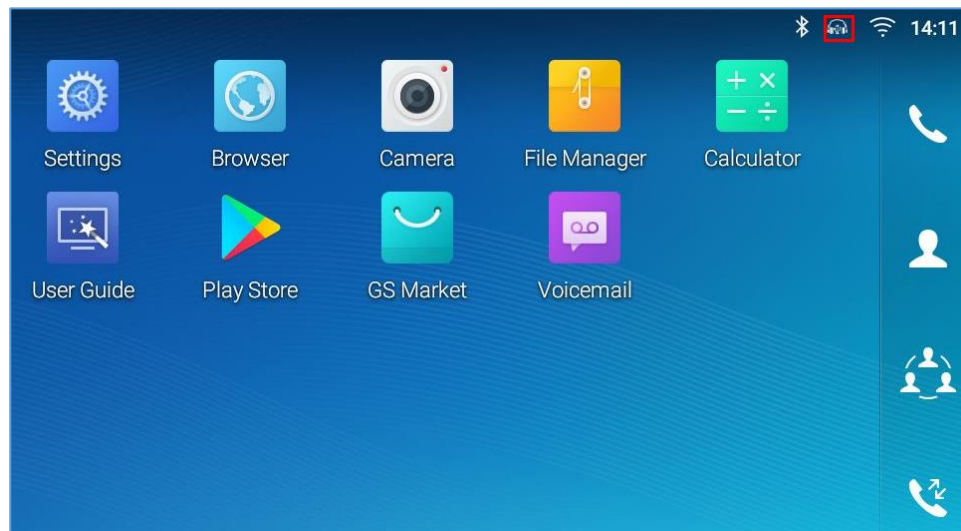 14:11
Settings Browser Camera File Manager Calculator
User Guide Play Store GS Market Voicemail